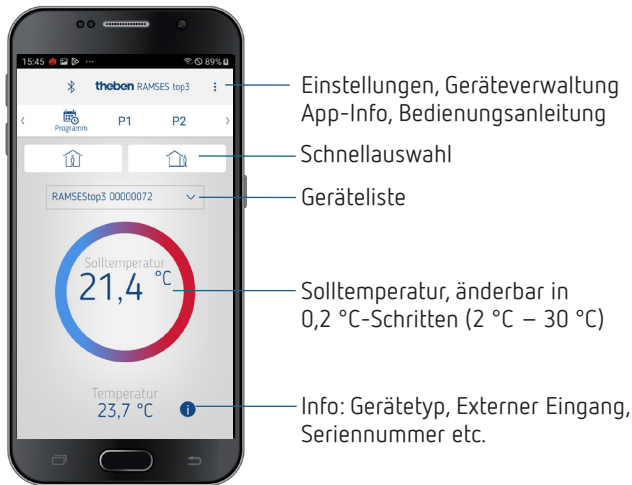 15:45 89%
theben RAMSES top3
Einstellungen, Geräteverwaltung
App-Info, Bedienungsanleitung
Programm P1 P2
Schnellauswahl
RAMSEStop3 00000072
Geräteliste
Solltemperatur
21,4 °C
Solltemperatur, änderbar in
0,2 °C-Schritten (2 °C – 30 °C)
Temperatur
23,7 °C i
Info: Gerätetyp, Externer Eingang,
Seriennummer etc.